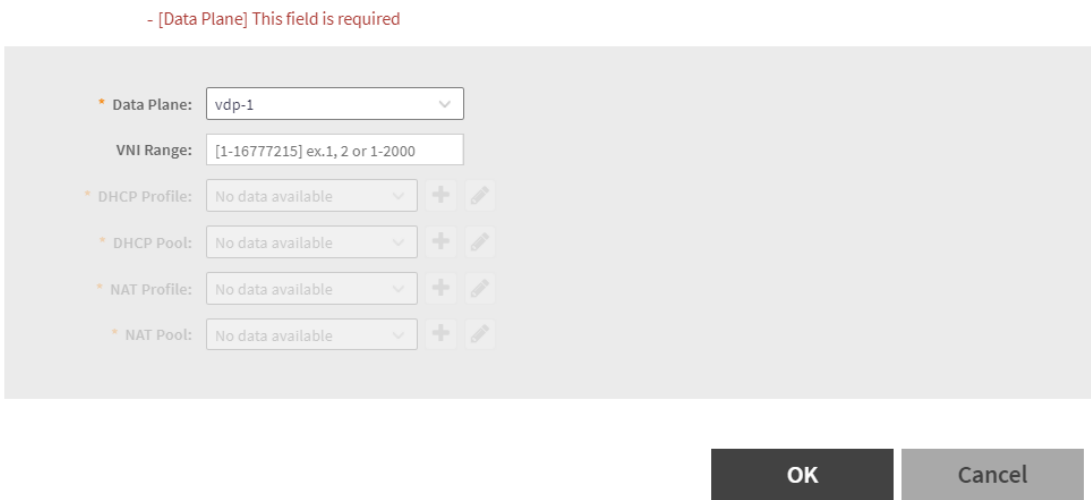 - [Data Plane] This field is required
* Data Plane: vdp-1
VNI Range: [1-16777215] ex.1, 2 or 1-2000
* DHCP Profile: No data available
* DHCP Pool: No data available
* NAT Profile: No data available
* NAT Pool: No data available
OK Cancel